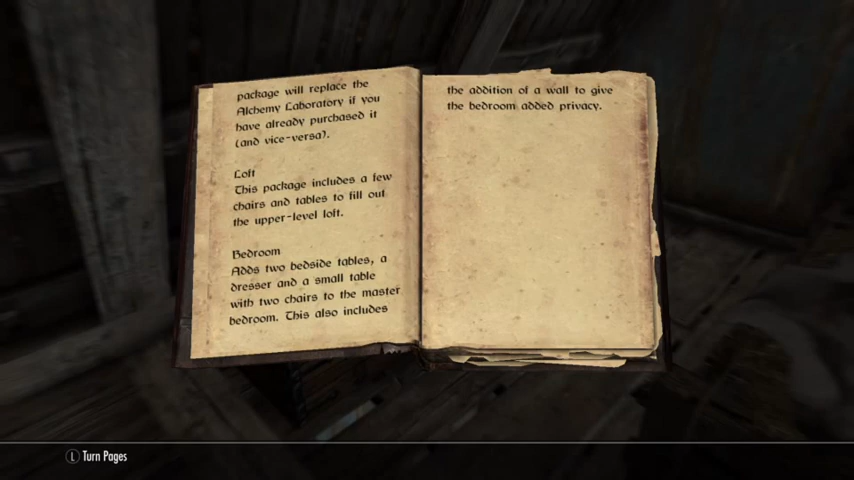 package will replace the
Alchemy Laboratory if you
have already purchased it
(and vice-versa).
Loft
This package includes a few
chairs and tables to fill out
the upper-level loft.
Bedroom
Adds two bedside tables, a
dresser and a small table
with two chairs to the master
bedroom. This also includes
the addition of a wall to give
the bedroom added privacy.
L Turn Pages